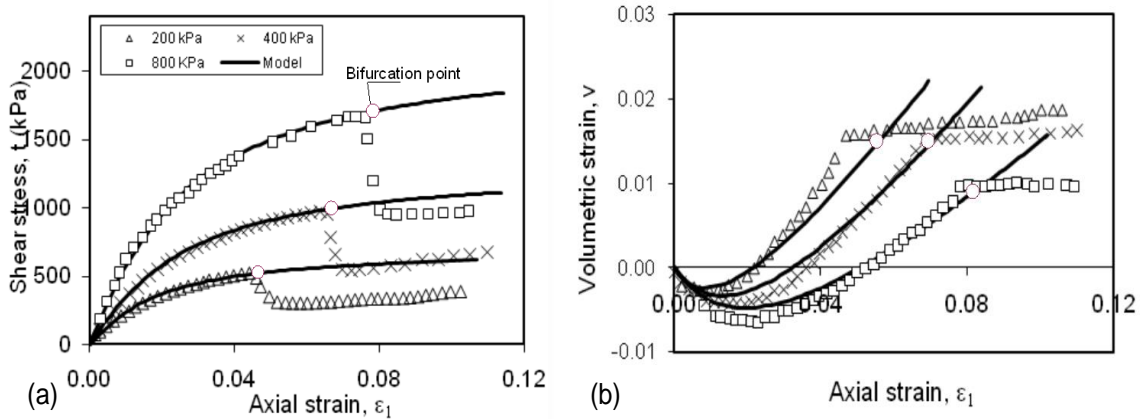 200 kPa
400 kPa
800 KPa
Model
Bifurcation point
Shear stress, t (kPa)
2000
1500
1000
500
0
0.00
0.04
0.08
0.12
Axial strain, ε1
(a)
Volumetric strain, v
0.03
0.02
0.01
0.00
-0.01
0.00
0.04
0.08
0.12
Axial strain, ε1
(b)